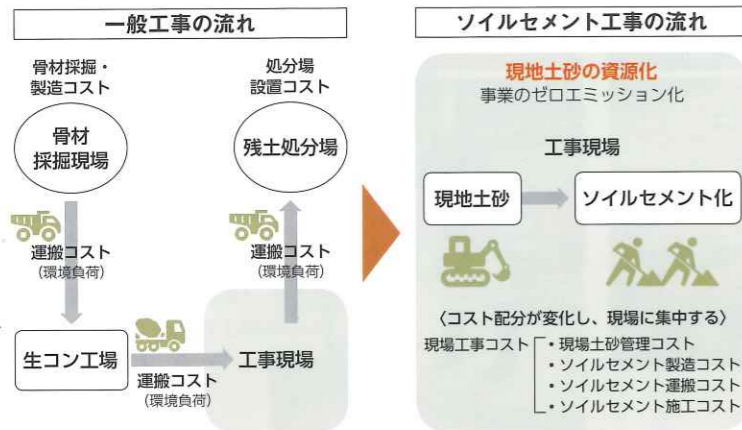 一般工事の流れ
骨材採掘・
製造コスト
骨材
採掘現場
運搬コスト
(環境負荷)
生コン工場
運搬コスト
(環境負荷)
処分場
設置コスト
残土処分場
運搬コスト
(環境負荷)
工事現場
ソイルセメント工事の流れ
現地土砂の資源化
事業のゼロエミッション化
工事現場
現地土砂
ソイルセメント化
〈コスト配分が変化し、現場に集中する〉
現場工事コスト
・現場土砂管理コスト
・ソイルセメント製造コスト
・ソイルセメント運搬コスト
・ソイルセメント施工コスト